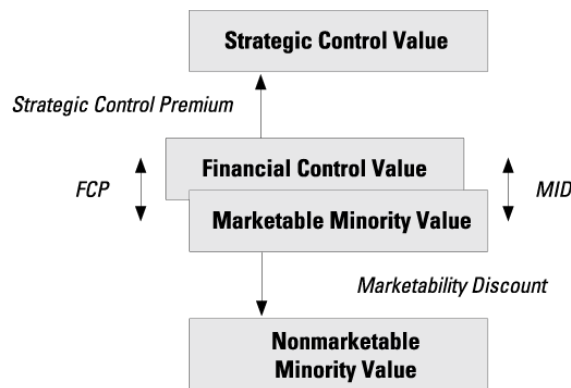 Strategic Control Value
Strategic Control Premium
Financial Control Value
FCP
MID
Marketable Minority Value
Marketability Discount
Nonmarketable
Minority Value